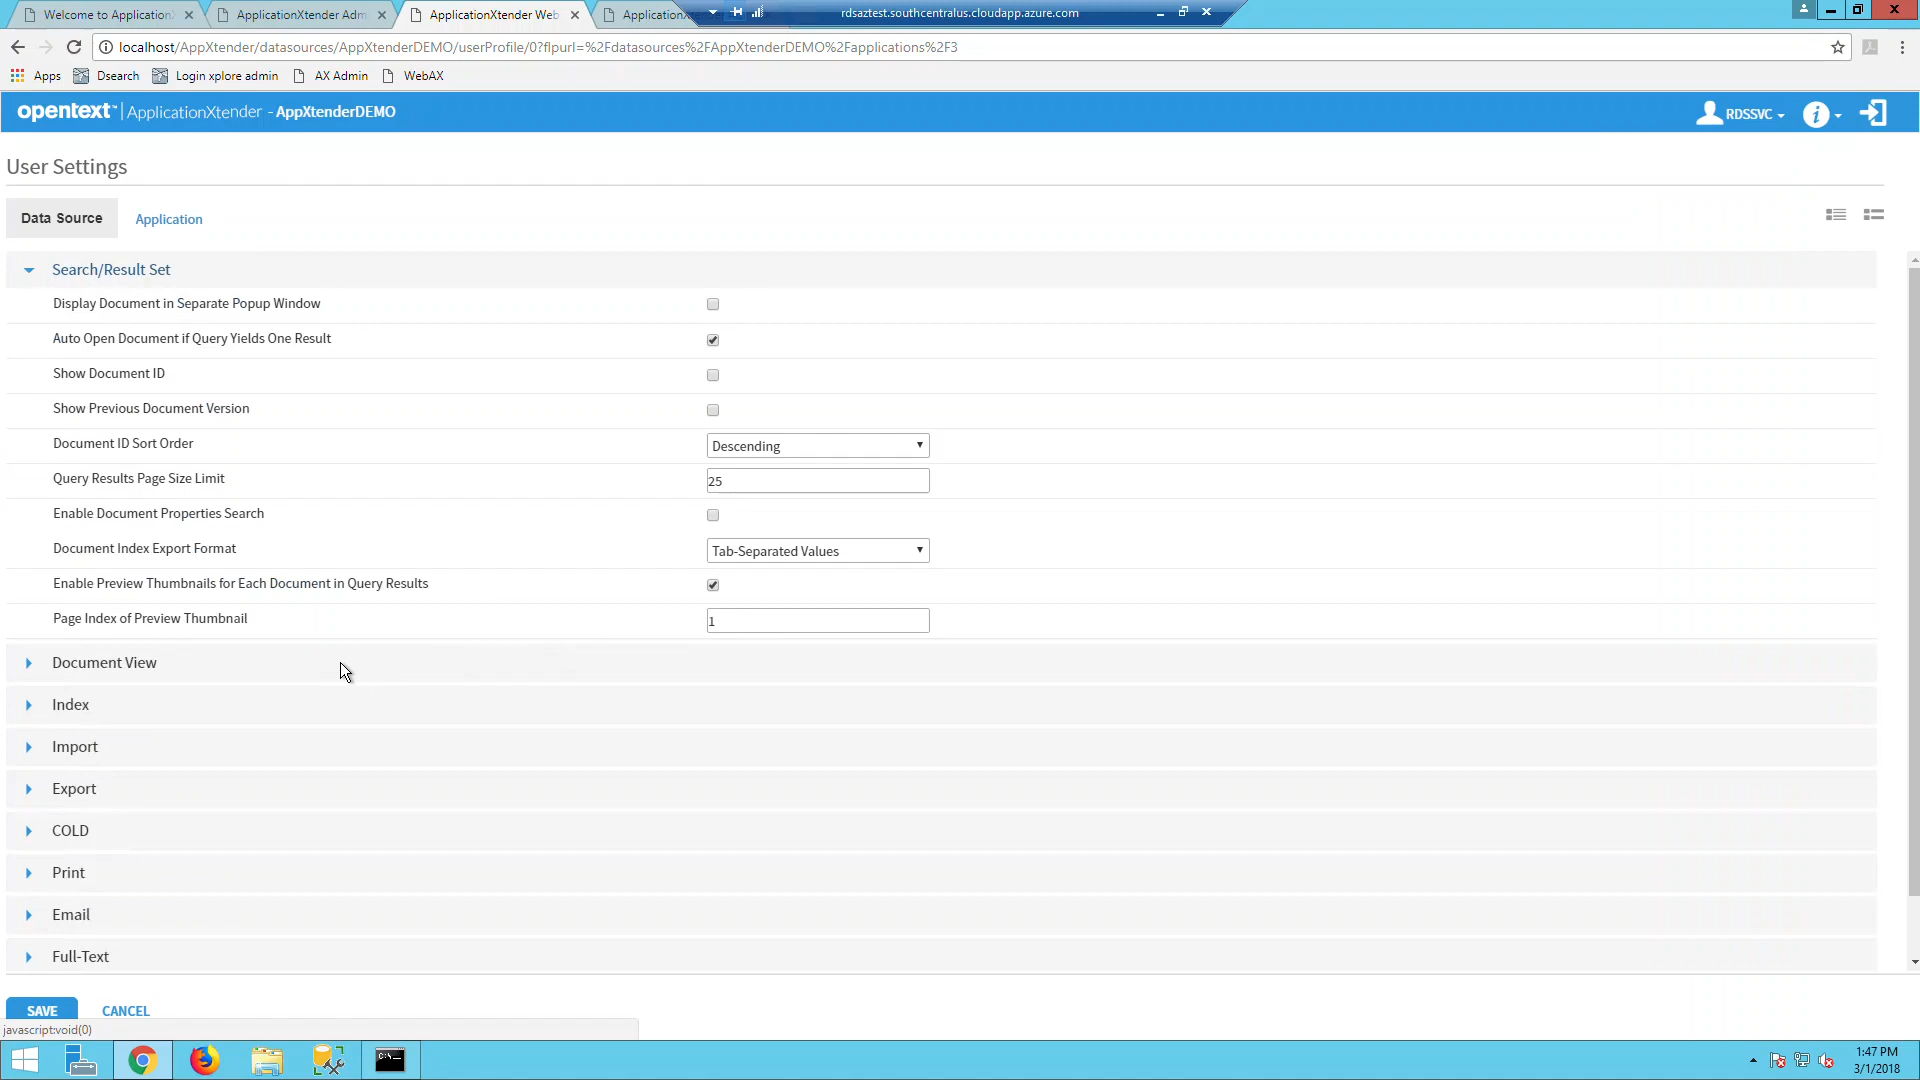 Welcome to Application
ApplicationXtender Adm
ApplicationXtender Web
Application
rdsaztest.southcentralus.cloudapp.azure.com
localhost/AppXtender/datasources/AppXtenderDEMO/userProfile/0?flpurl=%2Fdatasources%2FAppXtenderDEMO%2Fapplications%2F3
Apps Dsearch Login xplore admin AX Admin WebAX
opentext™ | ApplicationXtender - AppXtenderDEMO RDSSVC
User Settings
Data Source Application
Search/Result Set
Display Document in Separate Popup Window
Auto Open Document if Query Yields One Result
Show Document ID
Show Previous Document Version
Document ID Sort Order Descending
Query Results Page Size Limit 25
Enable Document Properties Search
Document Index Export Format Tab-Separated Values
Enable Preview Thumbnails for Each Document in Query Results
Page Index of Preview Thumbnail 1
Document View
Index
Import
Export
COLD
Print
Email
Full-Text
SAVE CANCEL
javascript:void(0)
1:47 PM
3/1/2018